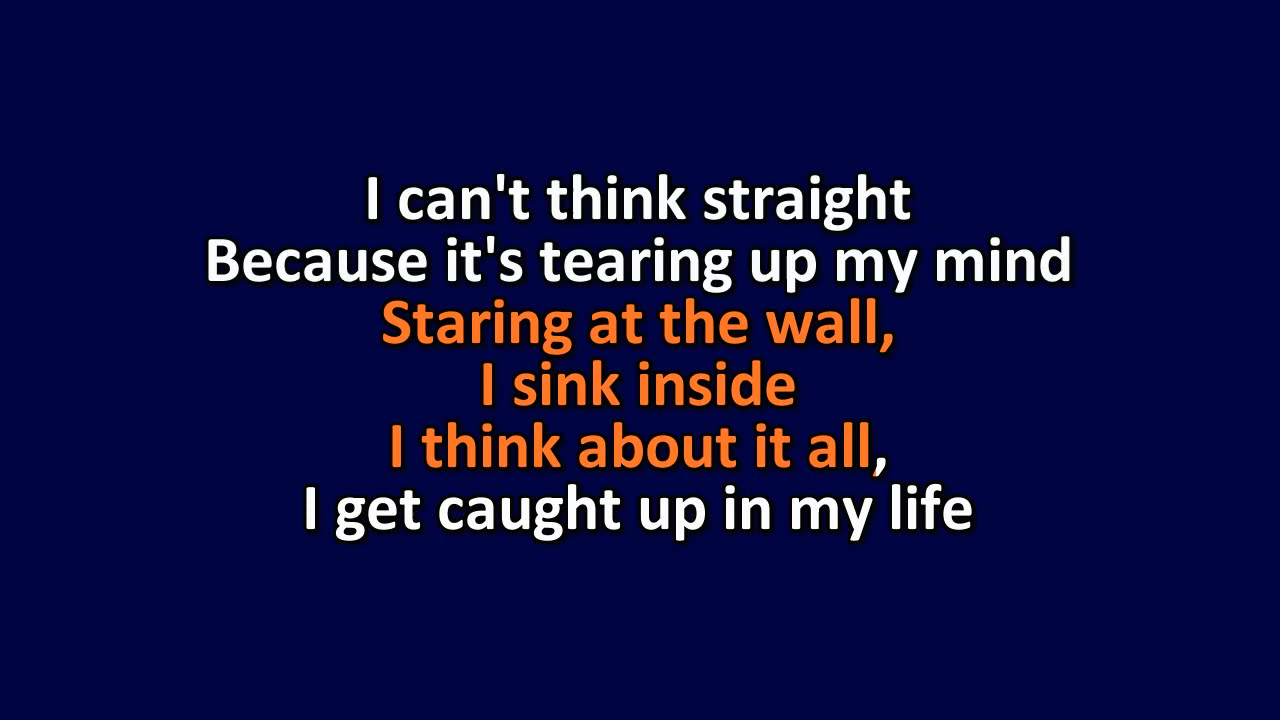 I can't think straight
Because it's tearing up my mind
Staring at the wall,
I sink inside
I think about it all,
I get caught up in my life